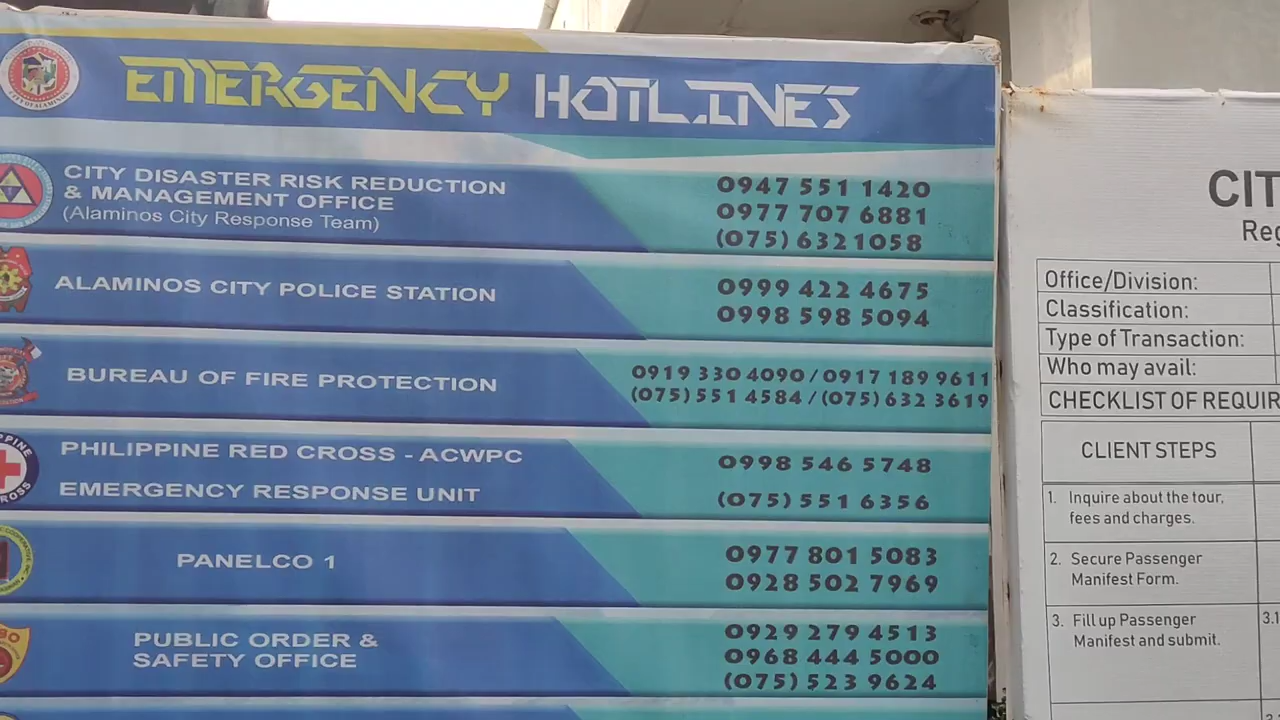 EMERGENCY HOTLINES
CITY DISASTER RISK REDUCTION
& MANAGEMENT OFFICE
(Alaminos City Response Team)
0947 551 1420
0977 707 6881
(075) 632 1058
ALAMINOS CITY POLICE STATION
0999 422 4675
0998 598 5094
BUREAU OF FIRE PROTECTION
0919 330 4090 / 0917 189 9611
(075) 551 4584 / (075) 632 3619
PHILIPPINE RED CROSS - ACWPC
EMERGENCY RESPONSE UNIT
0998 546 5748
(075) 551 6356
PANELCO 1
0977 801 5083
0928 502 7969
PUBLIC ORDER &
SAFETY OFFICE
0929 279 4513
0968 444 5000
(075) 523 9624
CIT
Reg
Office/Division:
Classification:
Type of Transaction:
Who may avail:
CHECKLIST OF REQUIR
CLIENT STEPS
1. Inquire about the tour,
fees and charges.
2. Secure Passenger
Manifest Form.
3. Fill up Passenger
Manifest and submit.
3.1